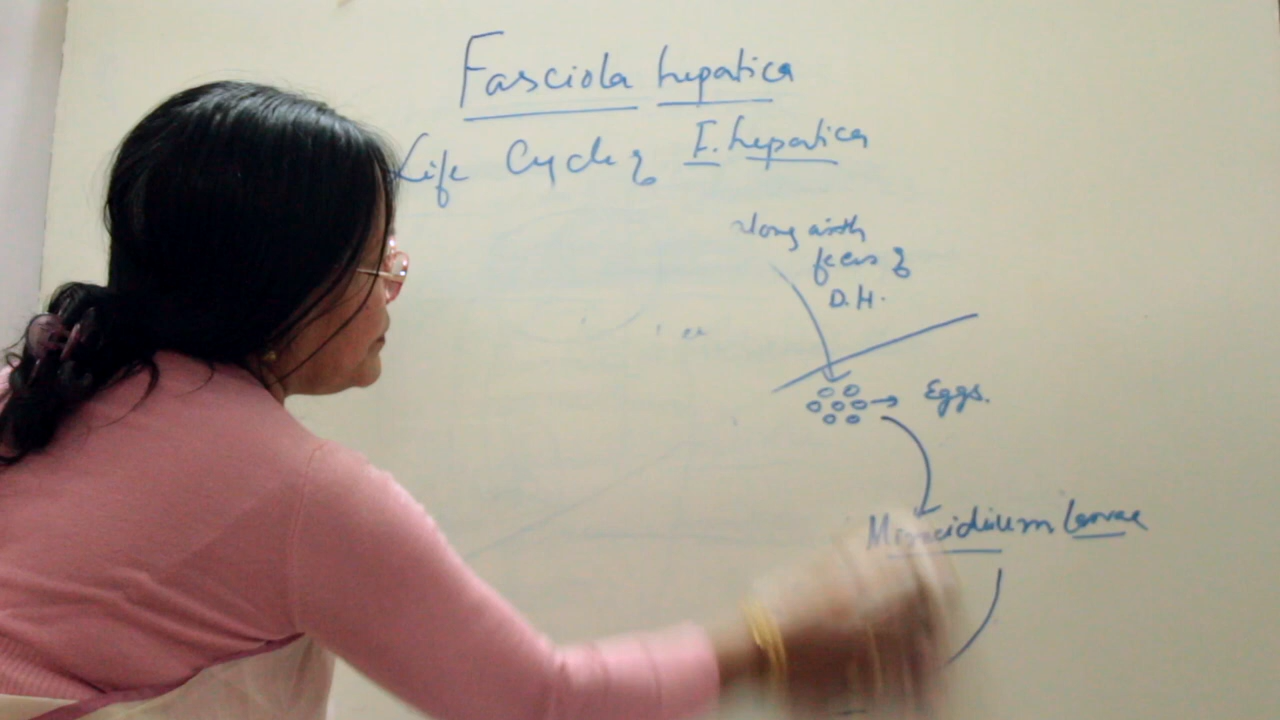 Fasciola hepatica
Life Cycle of F. hepatica
along with
feces of
D.H.
Eggs.
Miracidium larvae